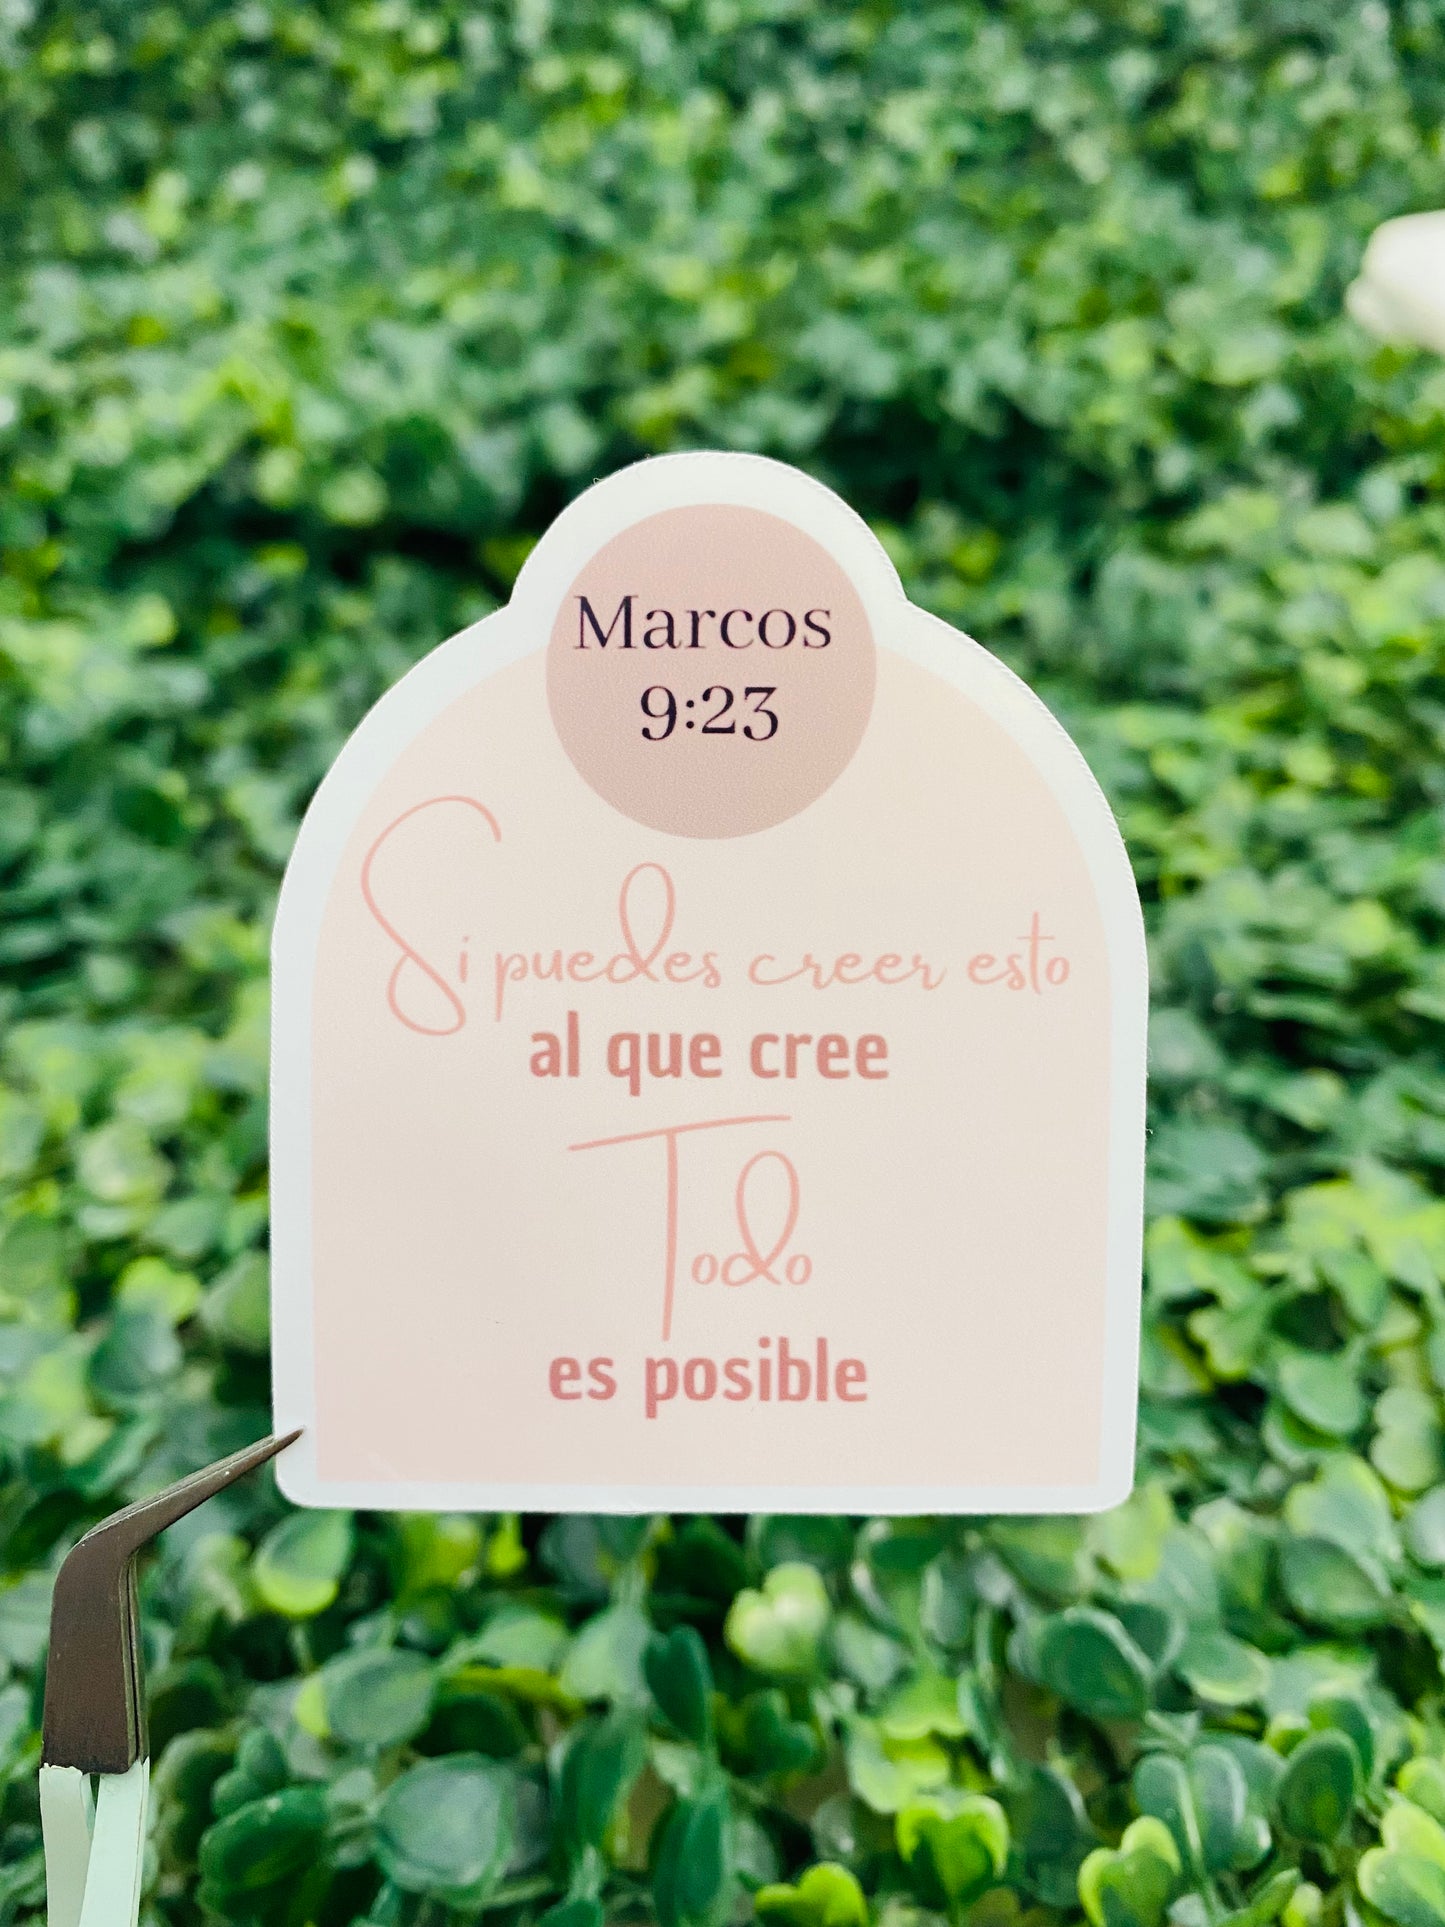 Marcos
9:23
Si puedes creer esto
al que cree
Todo
es posible